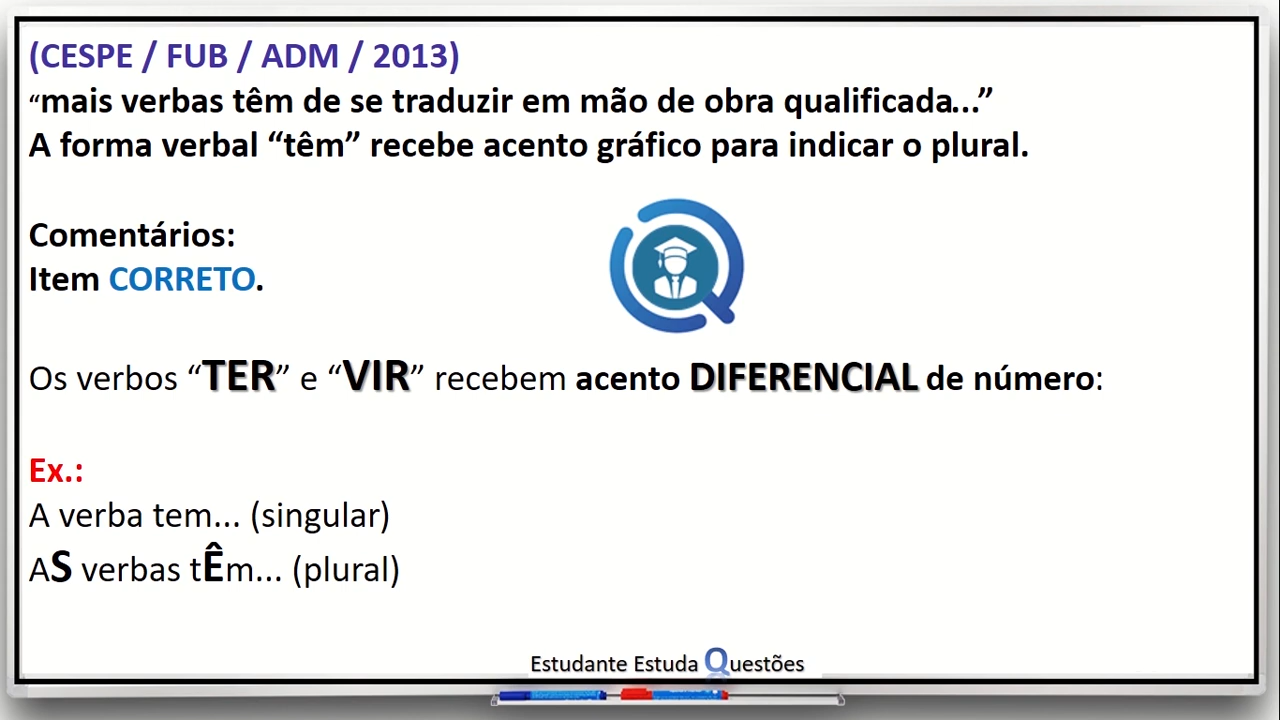 (CESPE / FUB / ADM / 2013)
“mais verbas têm de se traduzir em mão de obra qualificada...”
A forma verbal “têm” recebe acento gráfico para indicar o plural.
Comentários:
Item CORRETO.
Os verbos “TER” e “VIR” recebem acento DIFERENCIAL de número:
Ex.:
A verba tem... (singular)
AS verbas tÊm... (plural)
Estudante Estuda Questões